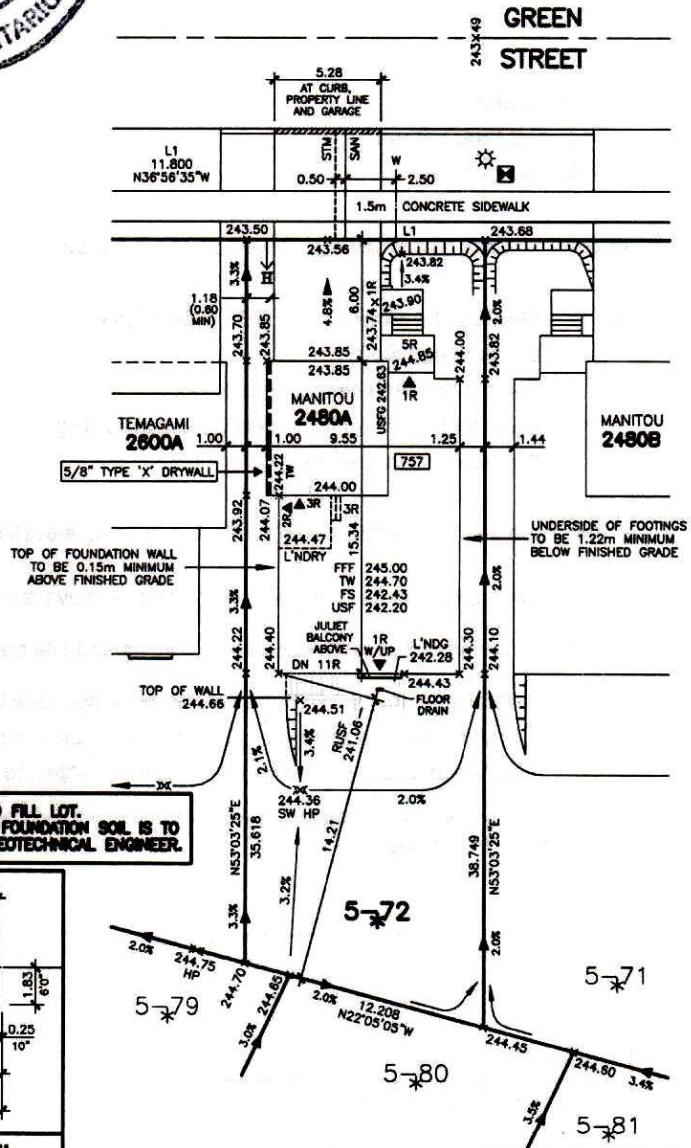 TARIO
GREEN
STREET
243x49
5.28
AT CURB,
PROPERTY LINE
AND GARAGE
L1
11.800
N36°56'35"W
STM
SAN
W
0.50
2.50
1.5m CONCRETE SIDEWALK
243.50
243.56
L1
243.68
243.82
3.4%
3.3%
H
1.18
(0.60
MIN)
4.8%
6.00
243.74
1R
243.90
2.0%
243.70
243.85
5R
244.85
244.00
243.82
243.85
243.85
1R
TEMAGAMI
2600A
MANITOU
2480A
USFG 242.63
MANITOU
2480B
1.00
1.00
9.55
1.25
1.44
757
5/8" TYPE 'X' DRYWALL
244.22
TW
244.00
243.92
244.07
2R
3R
3R
244.47
L'NDRY
15.34
UNDERSIDE OF FOOTINGS
TO BE 1.22m MINIMUM
BELOW FINISHED GRADE
TOP OF FOUNDATION WALL
TO BE 0.15m MINIMUM
ABOVE FINISHED GRADE
FFF 245.00
TW 244.70
FS 242.43
USF 242.20
3.3%
2.0%
JULIET
BALCONY
ABOVE
1R
W/UP
L'NDG
242.28
244.22
244.40
DN 11R
244.43
244.30
244.10
TOP OF WALL
244.66
244.51
FLOOR
DRAIN
RUSF
241.06
3.4%
2.1%
244.36
SW HP
2.0%
FILL LOT.
FOUNDATION SOIL IS TO
EOTECHNICAL ENGINEER.
N53°03'25"E
35.618
14.21
38.749
N53°03'25"E
3.2%
3.3%
5-72
2.0%
2.0%
244.75
HP
244.70
244.65
5-71
5-79
2.0%
12.208
N22°05'05"W
1.83
6'0"
0.25
10"
3.0%
244.45
5-80
244.60
3.4%
3.5%
5-81